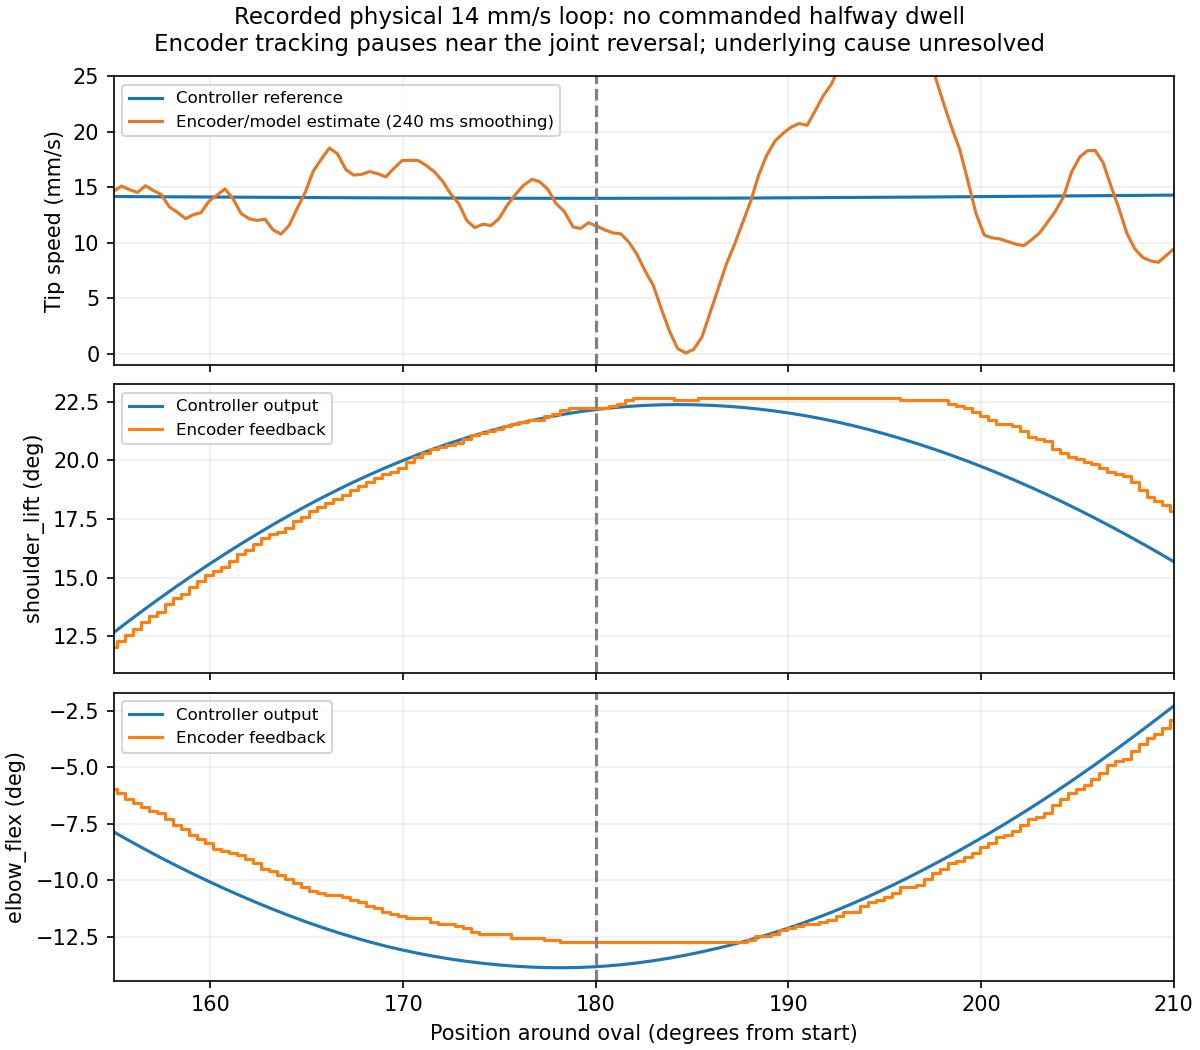 Recorded physical 14 mm/s loop: no commanded halfway dwell
Encoder tracking pauses near the joint reversal; underlying cause unresolved
25
20
15
10
5
0
Tip speed (mm/s)
Controller reference
Encoder/model estimate (240 ms smoothing)
22.5
20.0
17.5
15.0
12.5
shoulder_lift (deg)
Controller output
Encoder feedback
−2.5
−5.0
−7.5
−10.0
−12.5
elbow_flex (deg)
Controller output
Encoder feedback
160 170 180 190 200 210
Position around oval (degrees from start)